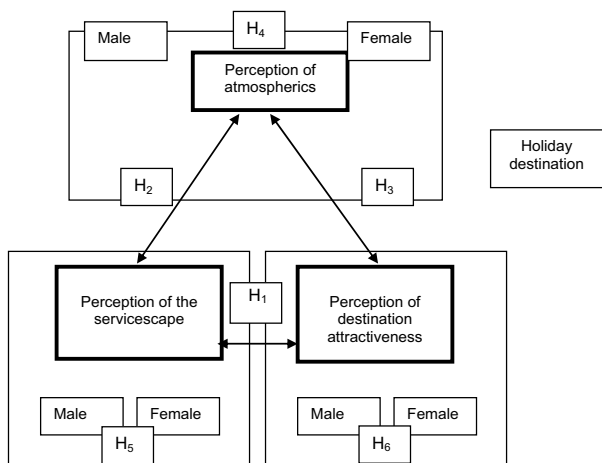 H₄
Male
Female
Perception of
atmospherics
Holiday
destination
H₂
H₃
H₁
Perception of the
servicescape
Perception of
destination
attractiveness
Male
Female
H₅
Male
Female
H₆